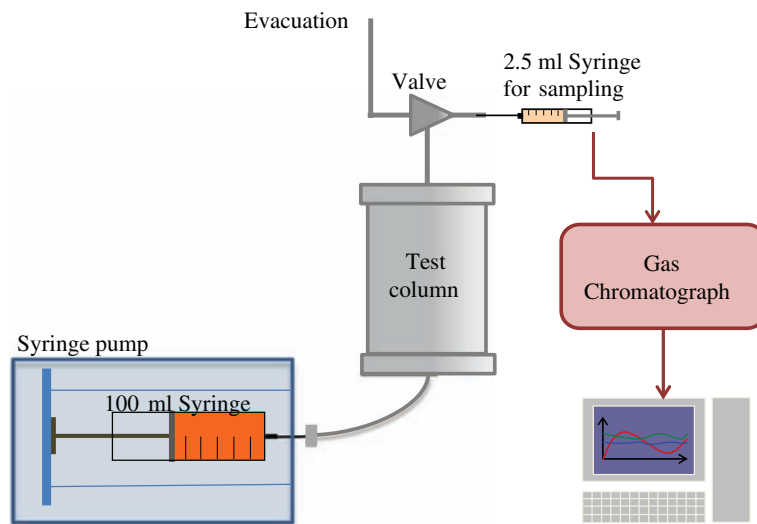 Evacuation
Valve
2.5 ml Syringe
for sampling
Test
column
Gas
Chromatograph
Syringe pump
100 ml Syringe